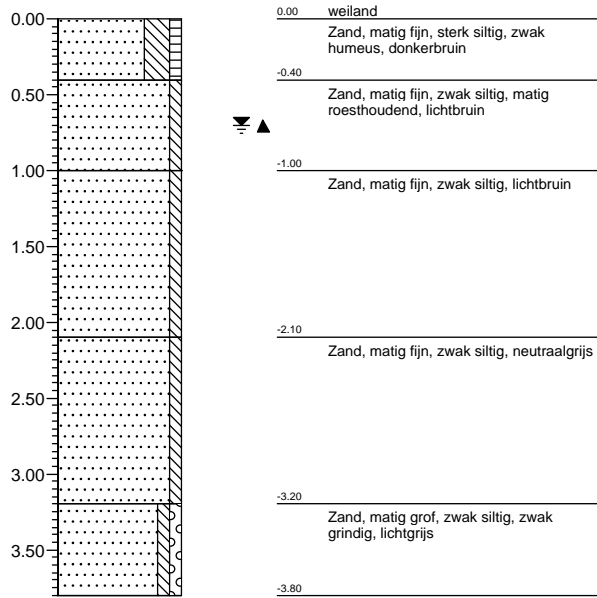 0.00
0.50
1.00
1.50
2.00
2.50
3.00
3.50
0.00 weiland
Zand, matig fijn, sterk siltig, zwak
humeus, donkerbruin
-0.40
Zand, matig fijn, zwak siltig, matig
roesthoudend, lichtbruin
-1.00
Zand, matig fijn, zwak siltig, lichtbruin
-2.10
Zand, matig fijn, zwak siltig, neutraalgrijs
-3.20
Zand, matig grof, zwak siltig, zwak
grindig, lichtgrijs
-3.80